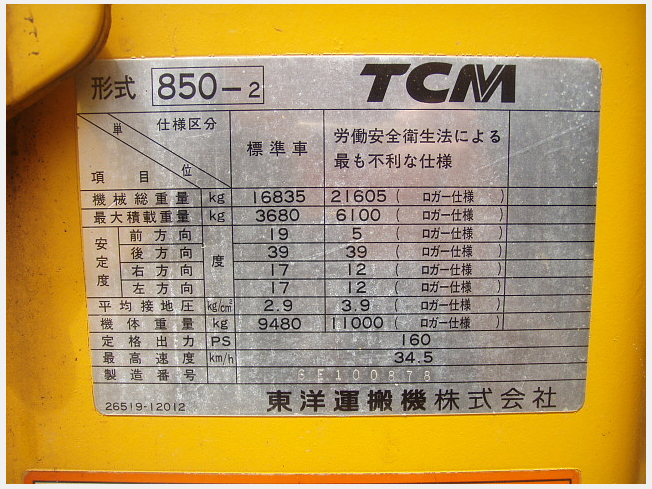 形式 850-2 TCM
単位 仕様区分 項目 標準車 労働安全衛生法による
最も不利な仕様
機械総重量 kg 16835 21605 ( ロガー仕様 )
最大積載重量 kg 3680 6100 ( ロガー仕様 )
安定度 前方向 度 19 5 ( ロガー仕様 )
後方向 39 39 ( ロガー仕様 )
右方向 17 12 ( ロガー仕様 )
左方向 17 12 ( ロガー仕様 )
平均接地圧 kg/cm² 2.9 3.9 ( ロガー仕様 )
機体重量 kg 9480 11000 ( ロガー仕様 )
定格出力 PS 160
最高速度 km/h 34.5
製造番号
26519-12012 東洋運搬機株式会社